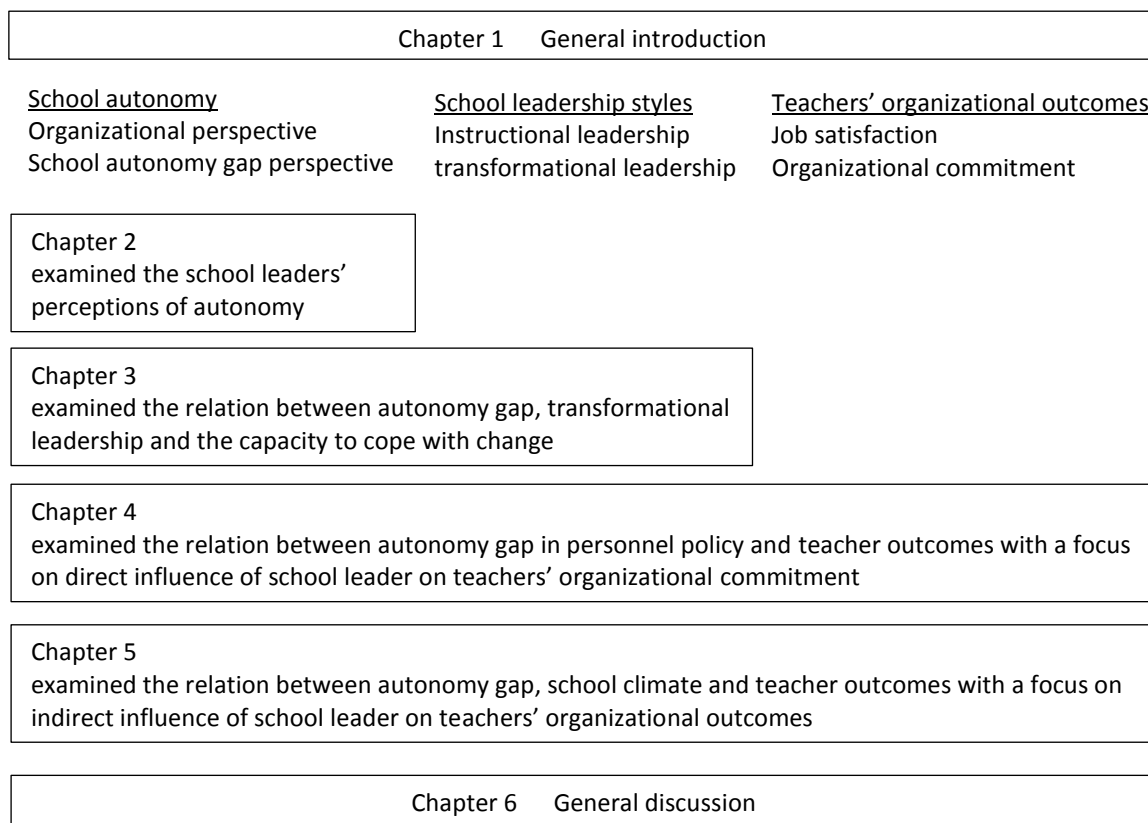 Chapter 1 General introduction
School autonomy
Organizational perspective
School autonomy gap perspective
School leadership styles
Instructional leadership
transformational leadership
Teachers’ organizational outcomes
Job satisfaction
Organizational commitment
Chapter 2
examined the school leaders’
perceptions of autonomy
Chapter 3
examined the relation between autonomy gap, transformational
leadership and the capacity to cope with change
Chapter 4
examined the relation between autonomy gap in personnel policy and teacher outcomes with a focus
on direct influence of school leader on teachers’ organizational commitment
Chapter 5
examined the relation between autonomy gap, school climate and teacher outcomes with a focus on
indirect influence of school leader on teachers’ organizational outcomes
Chapter 6 General discussion